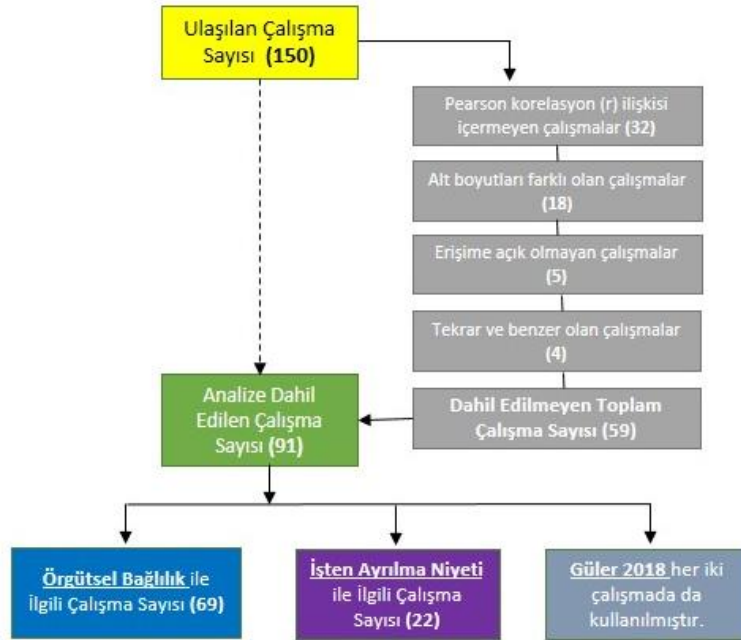 Ulaşılan Çalışma
Sayısı (150)
Pearson korelasyon (r) ilişkisi
içermeyen çalışmalar (32)
Alt boyutları farklı olan çalışmalar
(18)
Erişime açık olmayan çalışmalar
(5)
Tekrar ve benzer olan çalışmalar
(4)
Dahil Edilmeyen Toplam
Çalışma Sayısı (59)
Analize Dahil
Edilen Çalışma
Sayısı (91)
Örgütsel Bağlılık ile
İlgili Çalışma Sayısı (69)
İşten Ayrılma Niyeti
ile İlgili Çalışma
Sayısı (22)
Güler 2018 her iki
çalışmada da
kullanılmıştır.